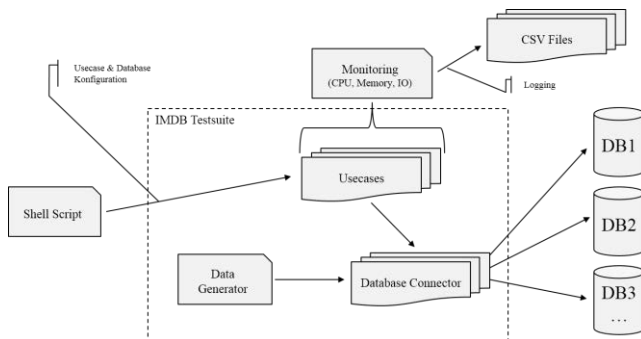 CSV Files
Usecase & Database
Konfiguration
Monitoring
(CPU, Memory, IO)
Logging
IMDB Testsuite
DB1
Usecases
Shell Script
DB2
Data
Generator
Database Connector
DB3
…